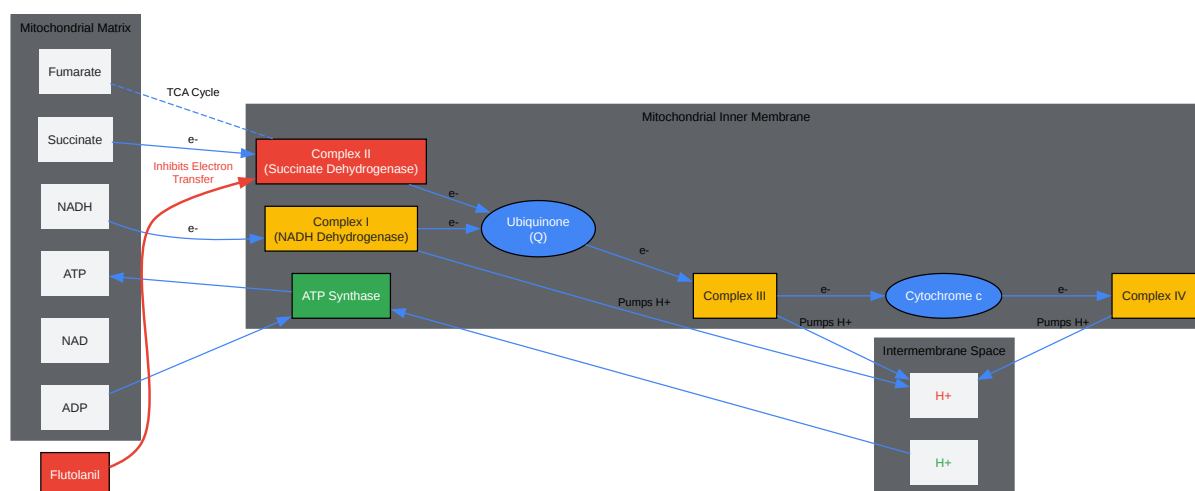 Mitochondrial Matrix
Fumarate
TCA Cycle
Mitochondrial Inner Membrane
Succinate
e-
Complex II
(Succinate Dehydrogenase)
Inhibits Electron
Transfer
e-
NADH
e-
Complex I
(NADH Dehydrogenase)
e-
Ubiquinone
(Q)
e-
ATP
ATP Synthase
Pumps H+
Complex III
e-
Cytochrome c
e-
Complex IV
Pumps H+
Pumps H+
NAD
Intermembrane Space
H+
ADP
H+
Flutolanil